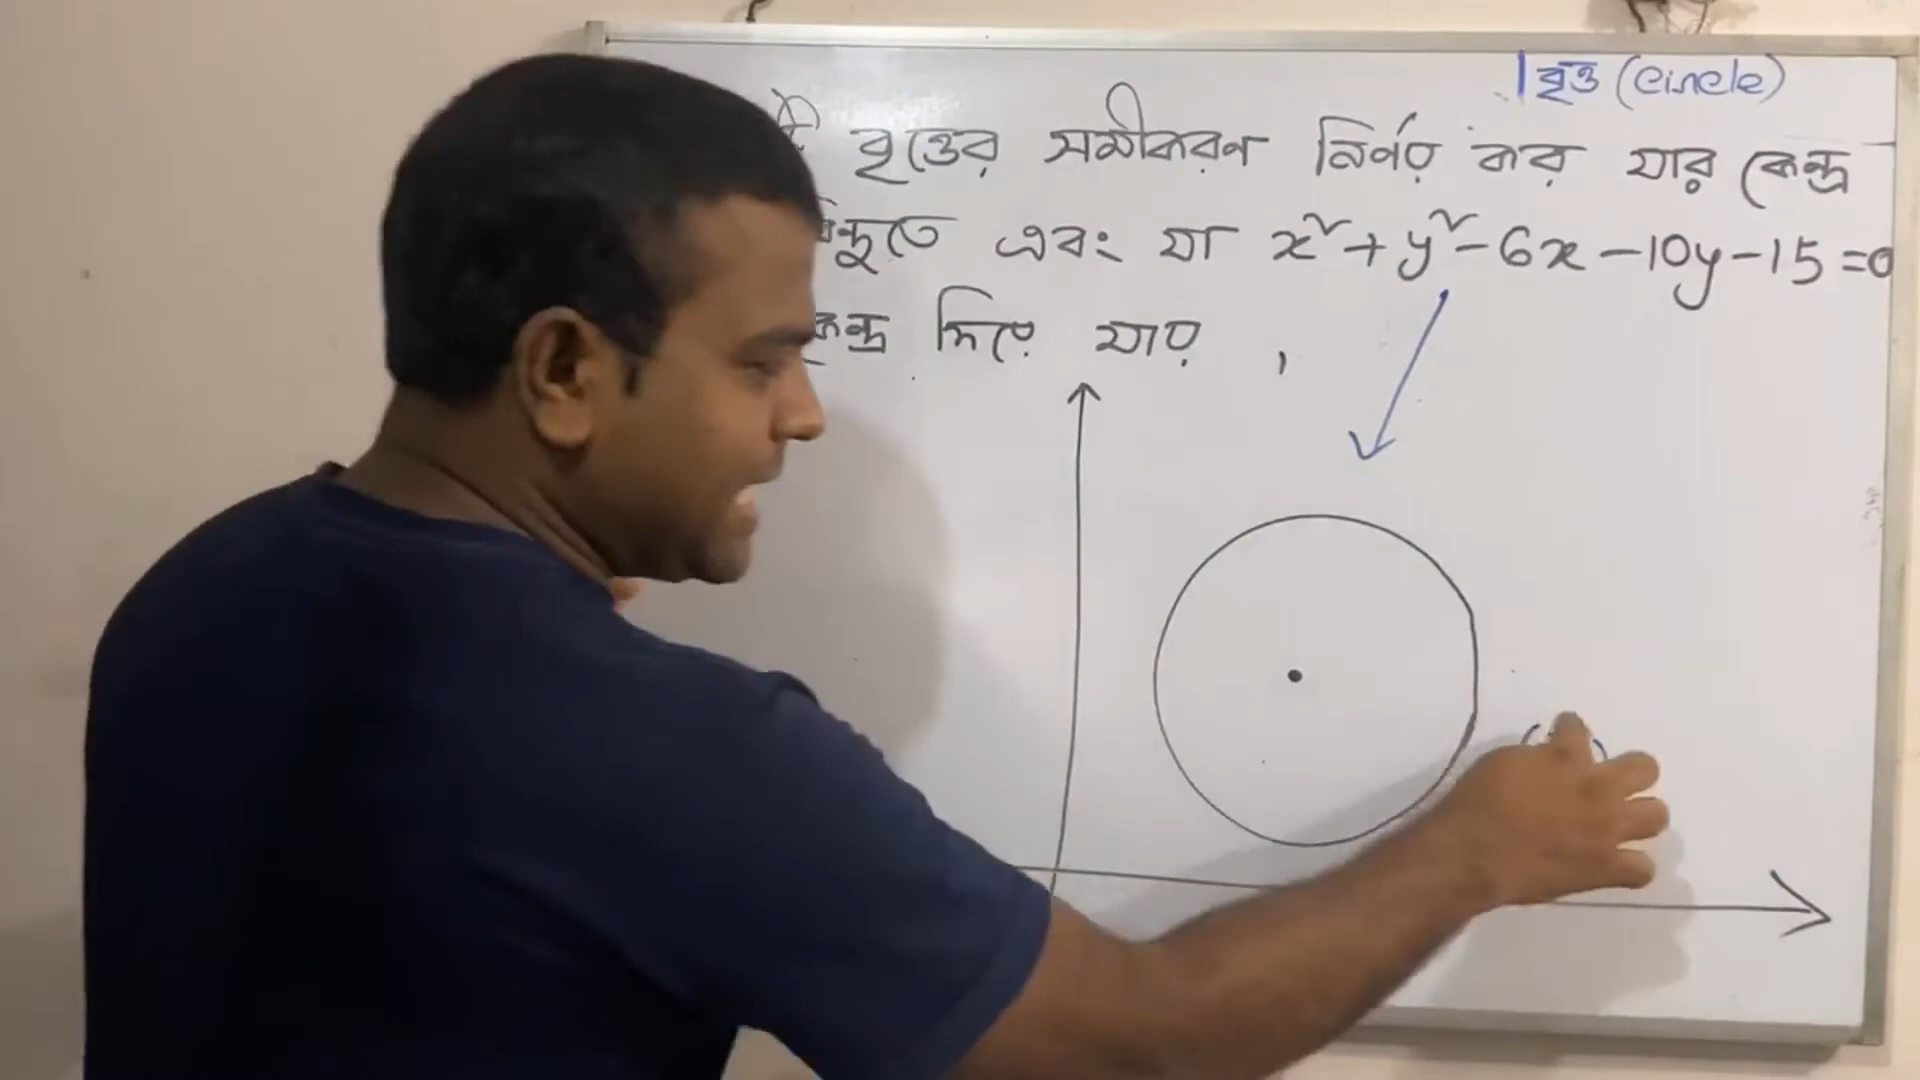 বৃত্ত (Circle)
বৃত্তের সমীকরণ নির্ণয় কর যার কেন্দ্র
এবং যা x² + y² - 6x - 10y - 15 = 0
কেন্দ্র দিয়ে যায় ,